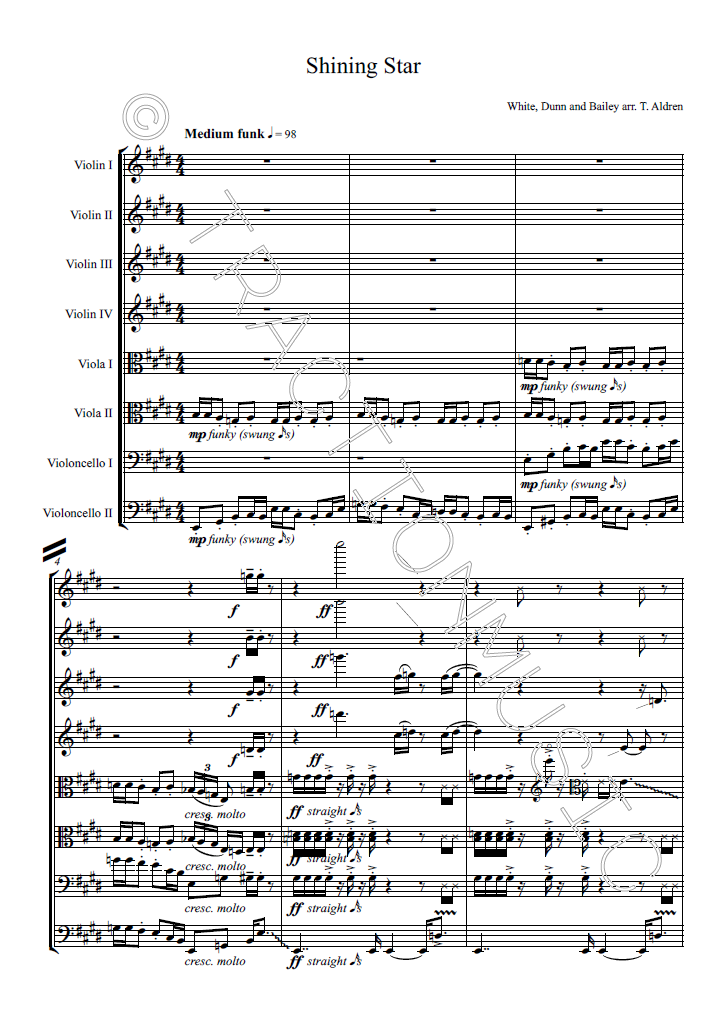 Shining Star
White, Dunn and Bailey arr. T. Aldren
©
Medium funk ♩ = 98
Violin I
Violin II
Violin III
Violin IV
Viola I
mp funky (swung ♪s)
Viola II
mp funky (swung ♪s)
Violoncello I
mp funky (swung ♪s)
Violoncello II
mp funky (swung ♪s)
4
f ff
f ff
f ff
f ff
3
cresc. molto ff straight ♪s
3
cresc. molto ff straight ♪s
cresc. molto ff straight ♪s
cresc. molto ff straight ♪s